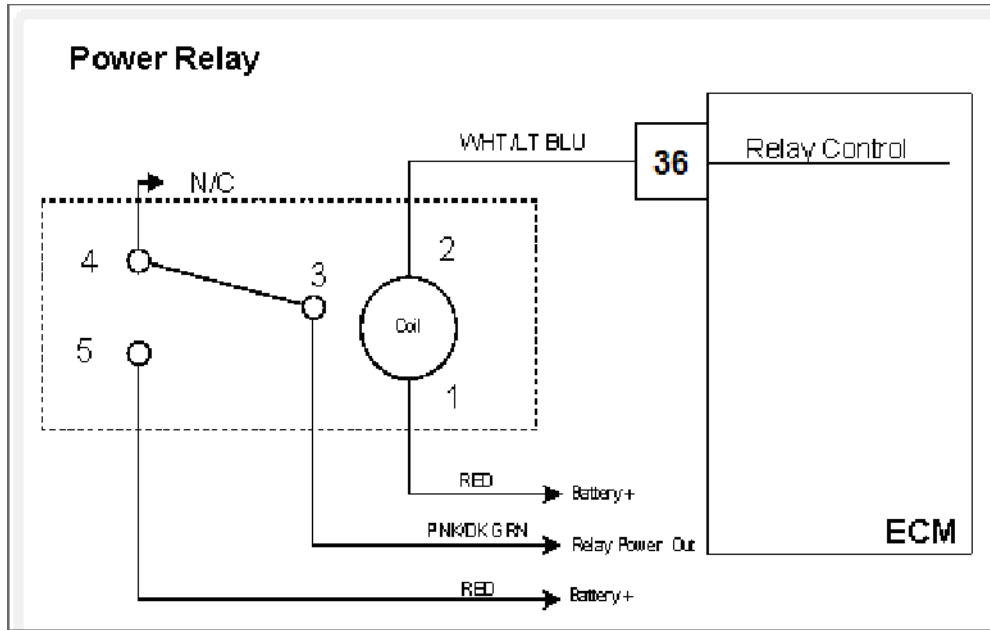 Power Relay
WHT/LT BLU
36
Relay Control
N/C
4
3
2
Coil
5
1
RED
Battery+
PNK/DK GRN
Relay Power Out
ECM
RED
Battery+